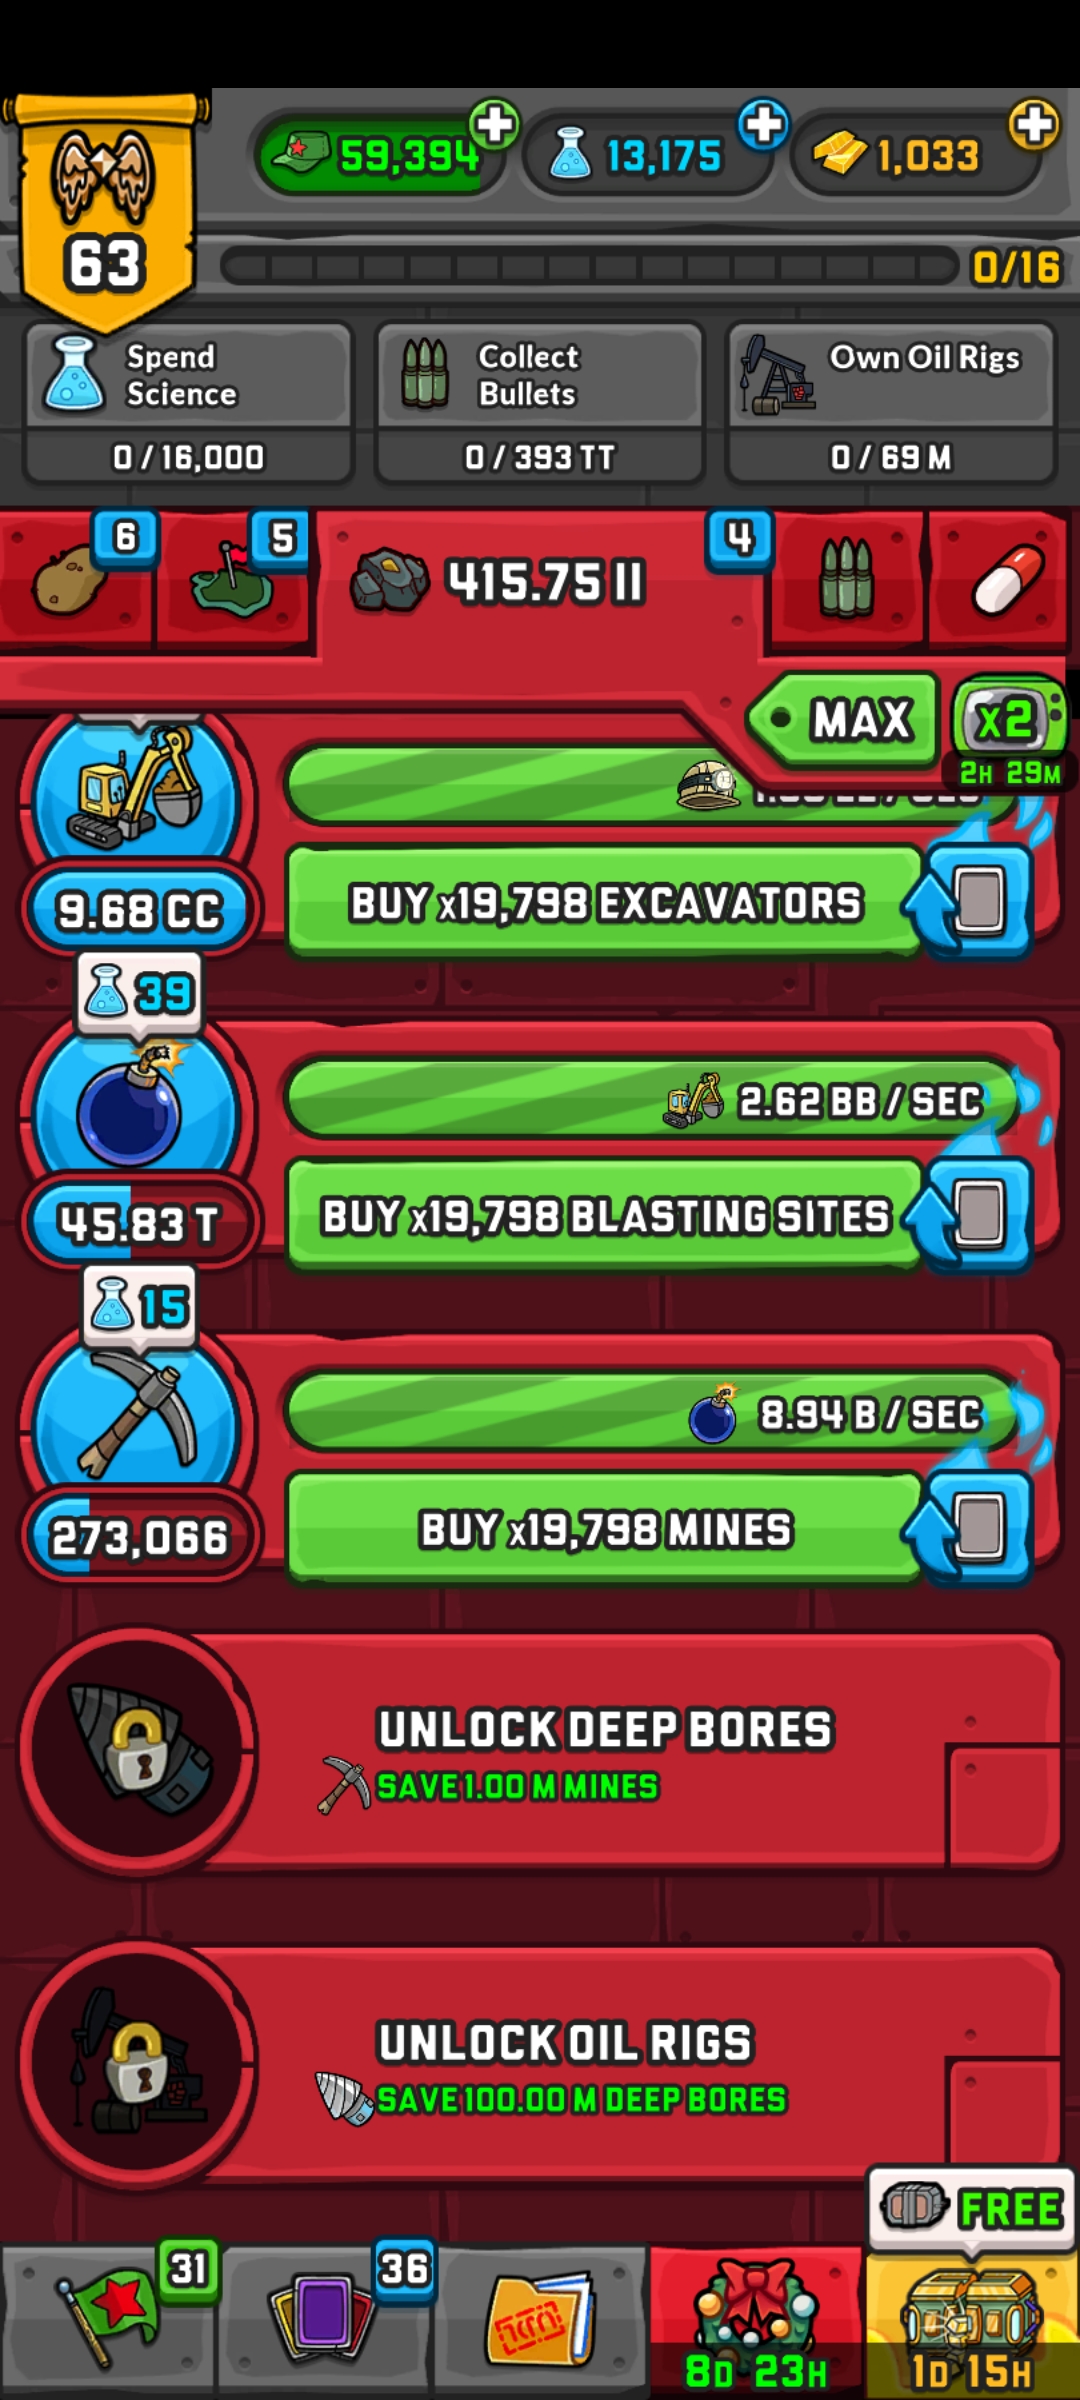 59,394
13,175
1,033
63
0/16
Spend
Science
Collect
Bullets
Own Oil Rigs
0 / 16,000
0 / 393 TT
0 / 69 M
6
5
415.75 II
4
MAX
x2
2H 29M
9.68 CC
BUY x19,798 EXCAVATORS
39
2.62 BB / SEC
45.83 T
BUY x19,798 BLASTING SITES
15
8.94 B / SEC
273,066
BUY x19,798 MINES
UNLOCK DEEP BORES
SAVE 1.00 M MINES
UNLOCK OIL RIGS
SAVE 100.00 M DEEP BORES
FREE
31
36
8D 23H
1D 15H